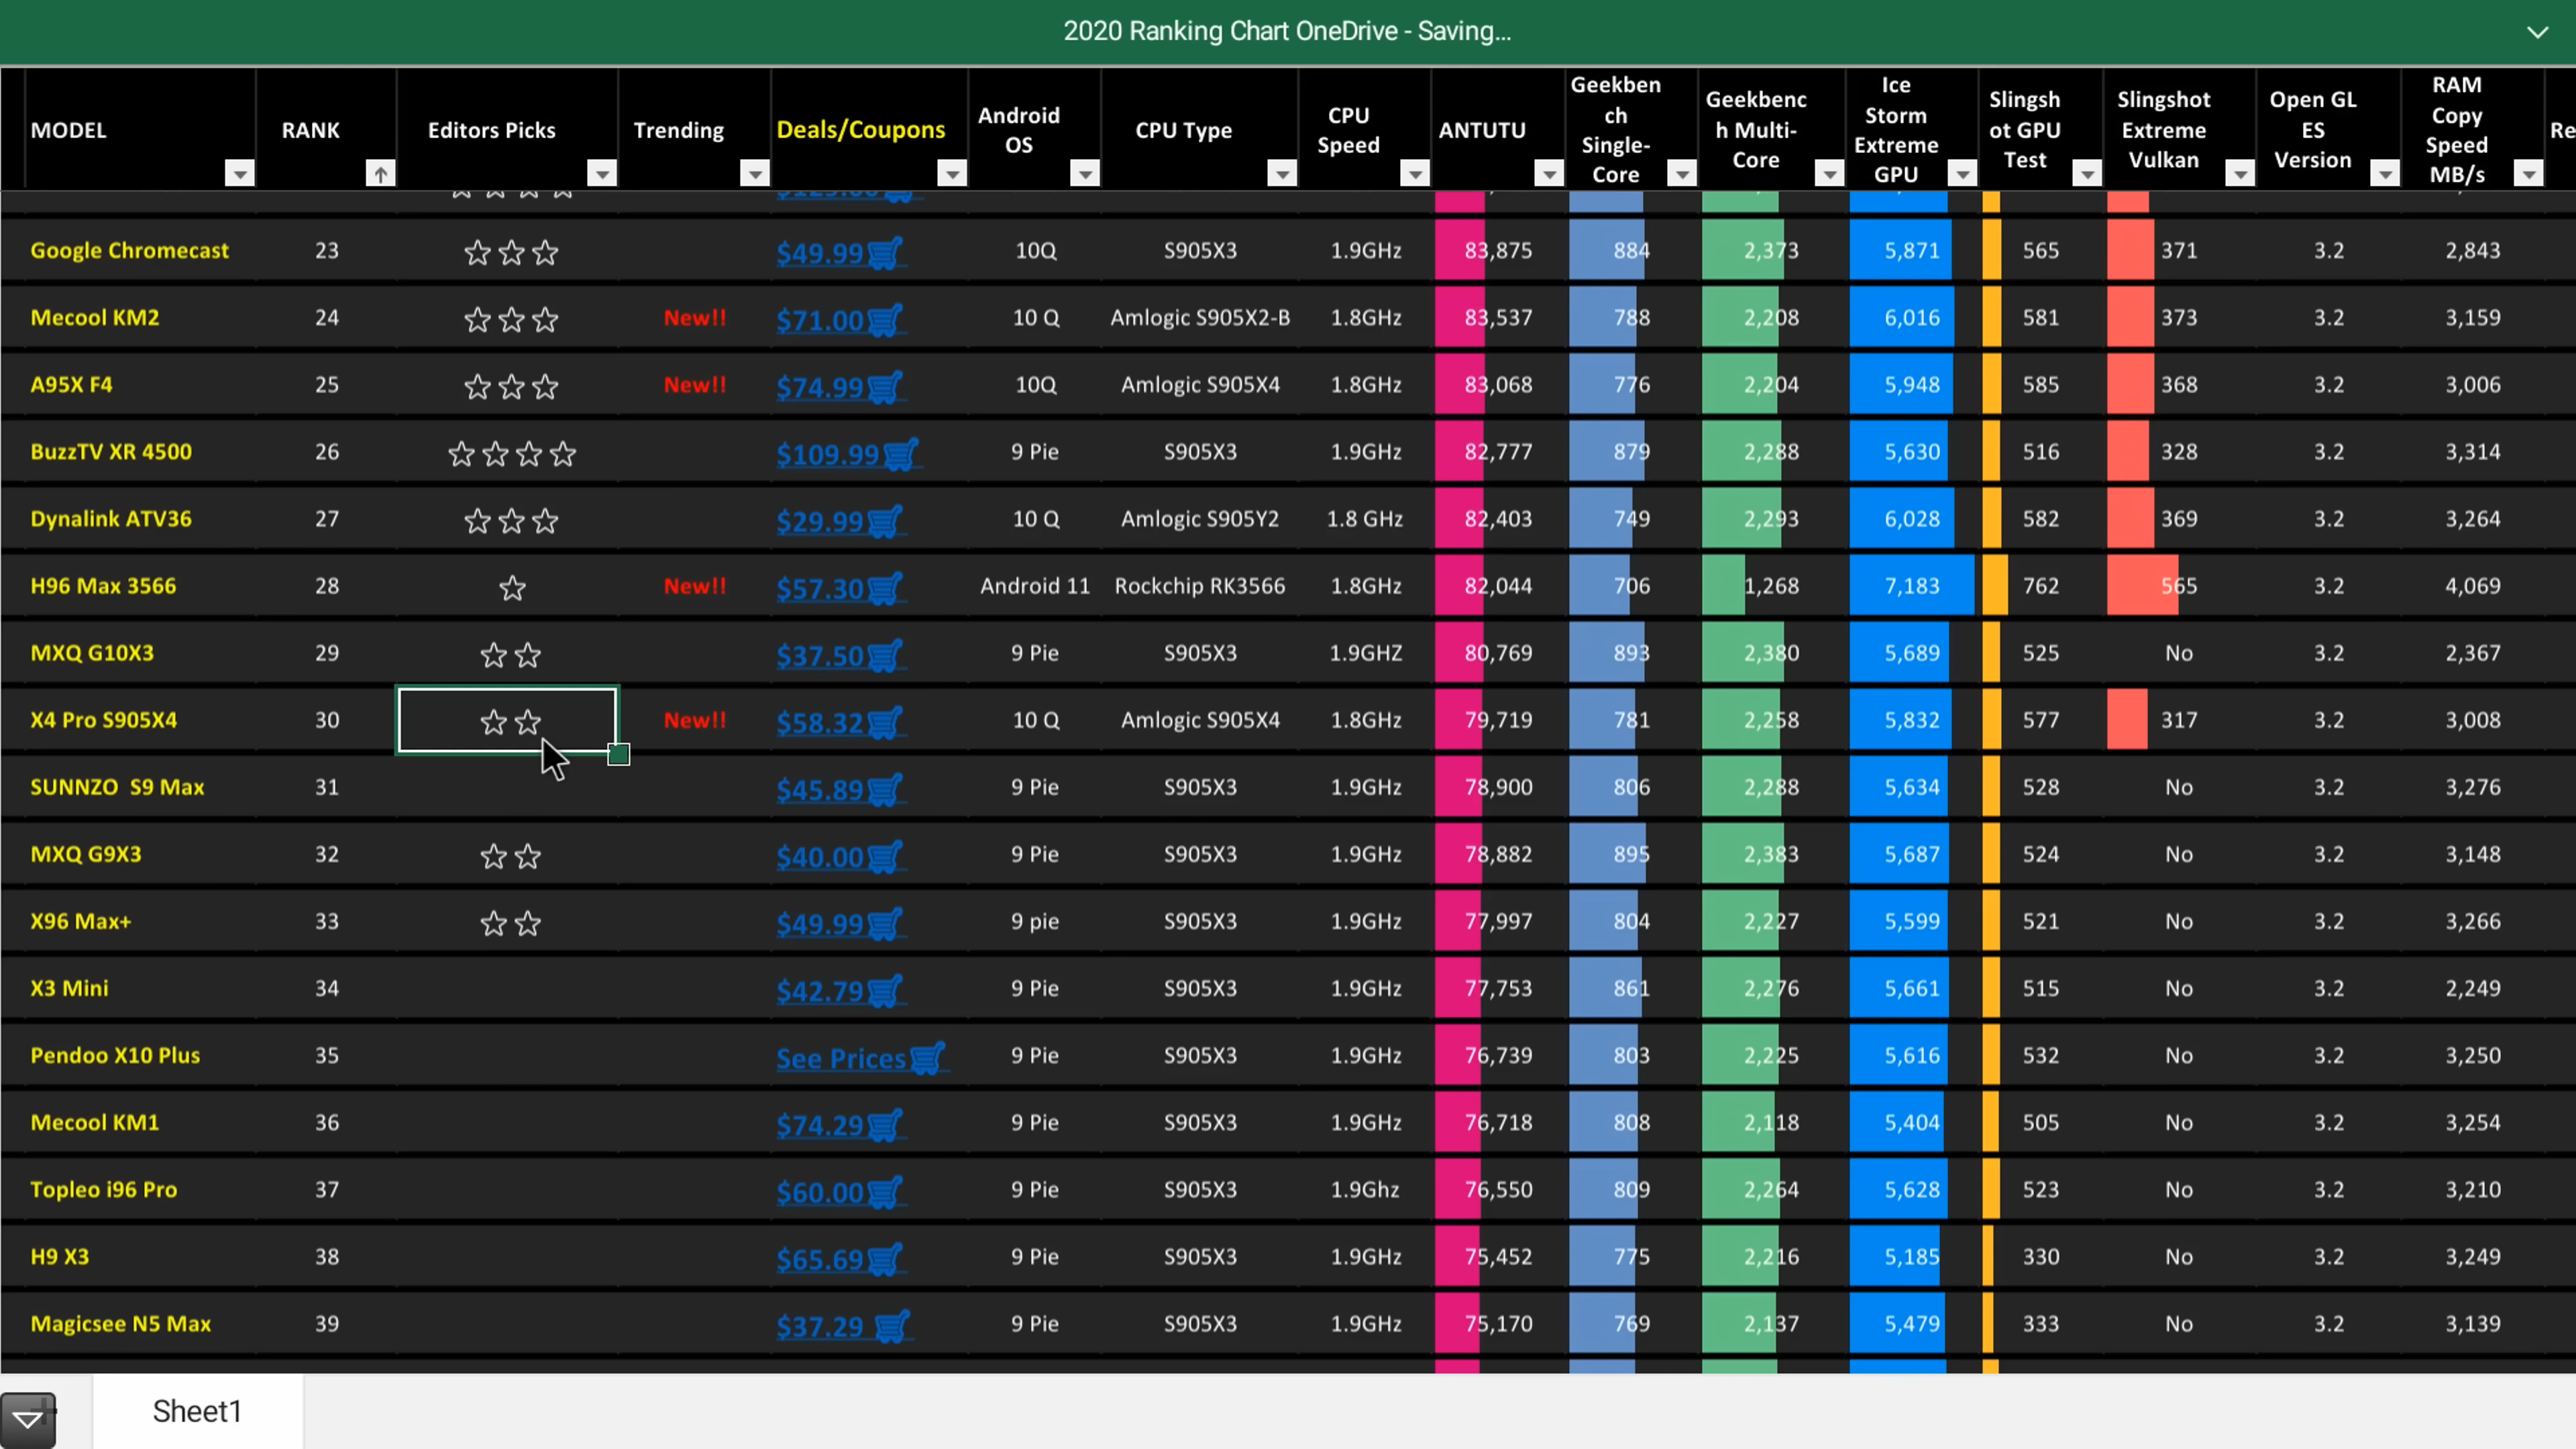 2020 Ranking Chart OneDrive - Saving...
MODEL RANK Editors Picks Trending Deals/Coupons Android OS CPU Type CPU Speed ANTUTU Geekben ch Single- Core Geekbenc h Multi- Core Ice Storm Extreme GPU Slingsh ot GPU Test Slingshot Extreme Vulkan Open GL ES Version RAM Copy Speed MB/s Re
Google Chromecast 23 $49.99 10Q S905X3 1.9GHz 83,875 884 2,373 5,871 565 371 3.2 2,843
Mecool KM2 24 New!! $71.00 10 Q Amlogic S905X2-B 1.8GHz 83,537 788 2,208 6,016 581 373 3.2 3,159
A95X F4 25 New!! $74.99 10Q Amlogic S905X4 1.8GHz 83,068 776 2,204 5,948 585 368 3.2 3,006
BuzzTV XR 4500 26 $109.99 9 Pie S905X3 1.9GHz 82,777 879 2,288 5,630 516 328 3.2 3,314
Dynalink ATV36 27 $29.99 10 Q Amlogic S905Y2 1.8 GHz 82,403 749 2,293 6,028 582 369 3.2 3,264
H96 Max 3566 28 New!! $57.30 Android 11 Rockchip RK3566 1.8GHz 82,044 706 1,268 7,183 762 565 3.2 4,069
MXQ G10X3 29 $37.50 9 Pie S905X3 1.9GHZ 80,769 893 2,380 5,689 525 No 3.2 2,367
X4 Pro S905X4 30 New!! $58.32 10 Q Amlogic S905X4 1.8GHz 79,719 781 2,258 5,832 577 317 3.2 3,008
SUNNZO S9 Max 31 $45.89 9 Pie S905X3 1.9GHz 78,900 806 2,288 5,634 528 No 3.2 3,276
MXQ G9X3 32 $40.00 9 Pie S905X3 1.9GHz 78,882 895 2,383 5,687 524 No 3.2 3,148
X96 Max+ 33 $49.99 9 pie S905X3 1.9GHz 77,997 804 2,227 5,599 521 No 3.2 3,266
X3 Mini 34 $42.79 9 Pie S905X3 1.9GHz 77,753 861 2,276 5,661 515 No 3.2 2,249
Pendoo X10 Plus 35 See Prices 9 Pie S905X3 1.9GHz 76,739 803 2,225 5,616 532 No 3.2 3,250
Mecool KM1 36 $74.29 9 Pie S905X3 1.9GHz 76,718 808 2,118 5,404 505 No 3.2 3,254
Topleo i96 Pro 37 $60.00 9 Pie S905X3 1.9Ghz 76,550 809 2,264 5,628 523 No 3.2 3,210
H9 X3 38 $65.69 9 Pie S905X3 1.9GHz 75,452 775 2,216 5,185 330 No 3.2 3,249
Magicsee N5 Max 39 $37.29 9 Pie S905X3 1.9GHz 75,170 769 2,137 5,479 333 No 3.2 3,139
Sheet1